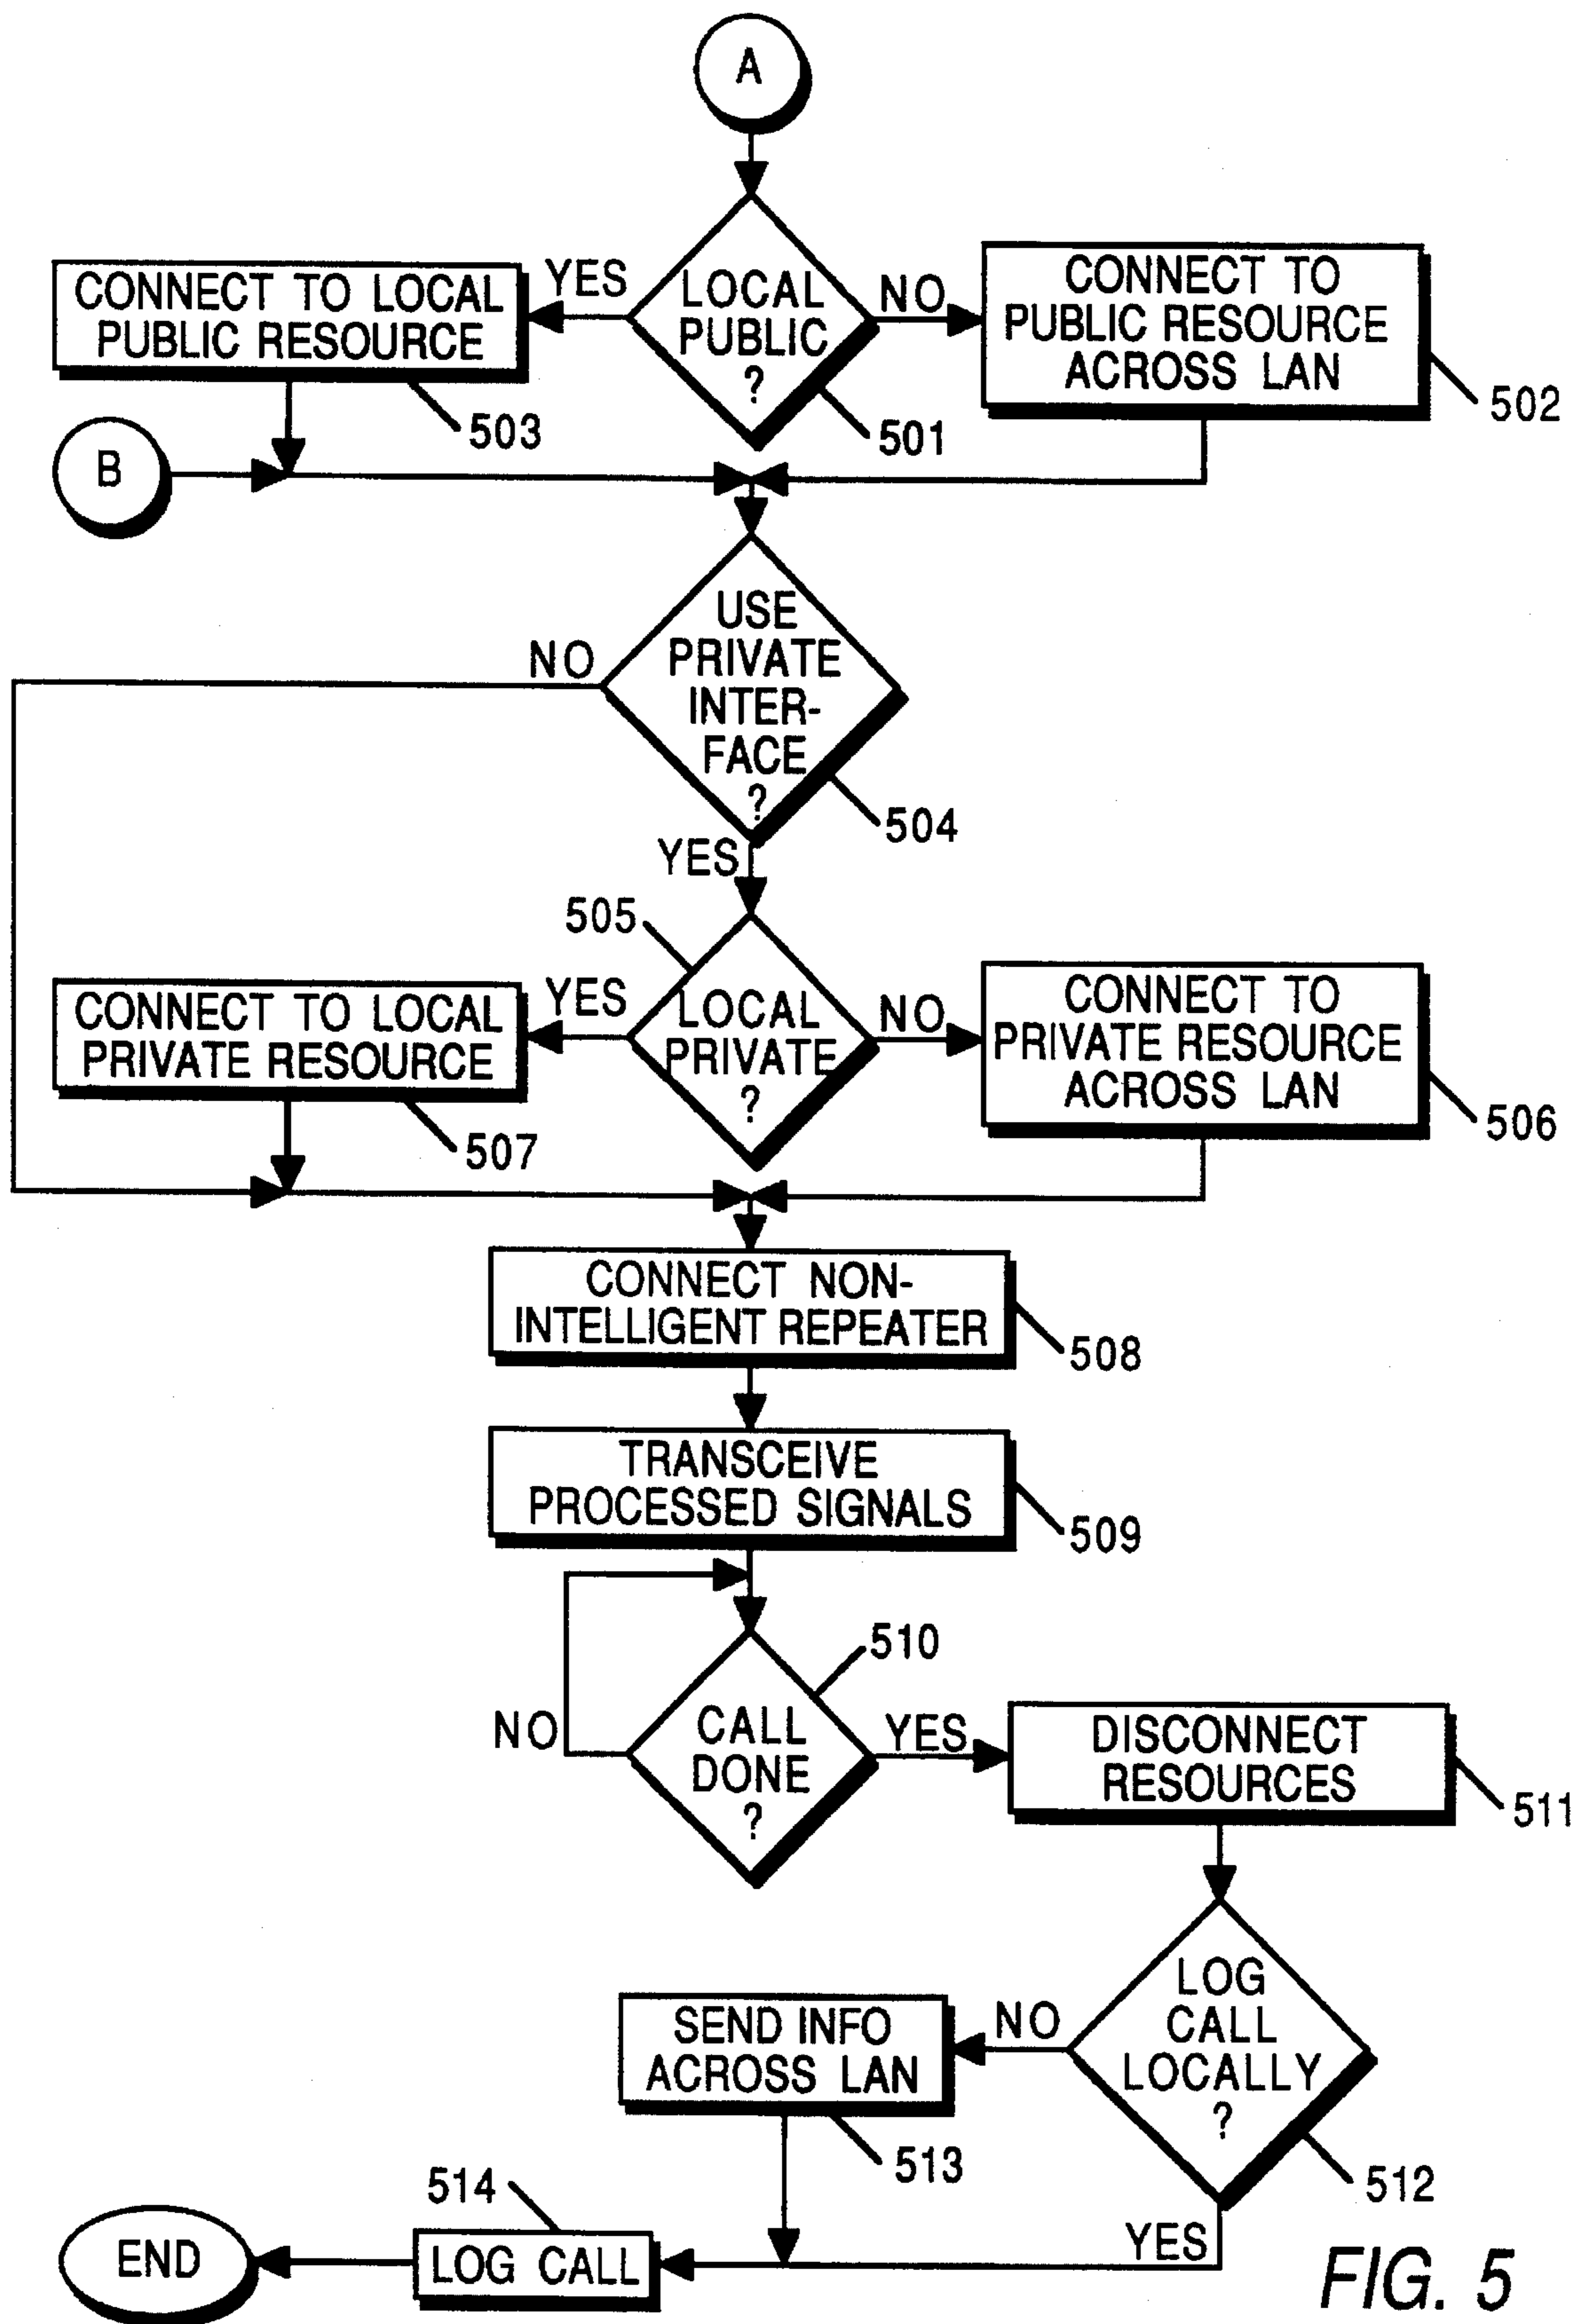 A
CONNECT TO LOCAL
PUBLIC RESOURCE
YES
LOCAL
PUBLIC
?
NO
CONNECT TO
PUBLIC RESOURCE
ACROSS LAN
503
501
502
B
USE
PRIVATE
INTER-
FACE
?
NO
504
YES
505
CONNECT TO LOCAL
PRIVATE RESOURCE
YES
LOCAL
PRIVATE
?
NO
CONNECT TO
PRIVATE RESOURCE
ACROSS LAN
507
506
CONNECT NON-
INTELLIGENT REPEATER
508
TRANSCEIVE
PROCESSED SIGNALS
509
510
NO
CALL
DONE
?
YES
DISCONNECT
RESOURCES
511
LOG
CALL
LOCALLY
?
NO
SEND INFO
ACROSS LAN
513
512
514
YES
LOG CALL
END
FIG. 5